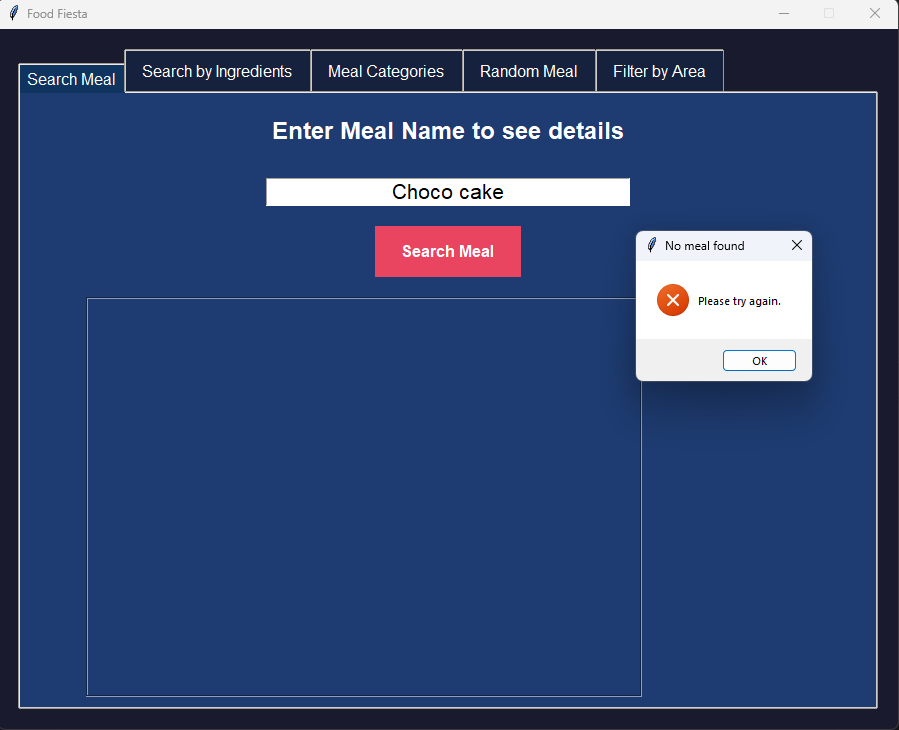 Food Fiesta
Search Meal
Search by Ingredients
Meal Categories
Random Meal
Filter by Area
Enter Meal Name to see details
Choco cake
Search Meal
No meal found
Please try again.
OK